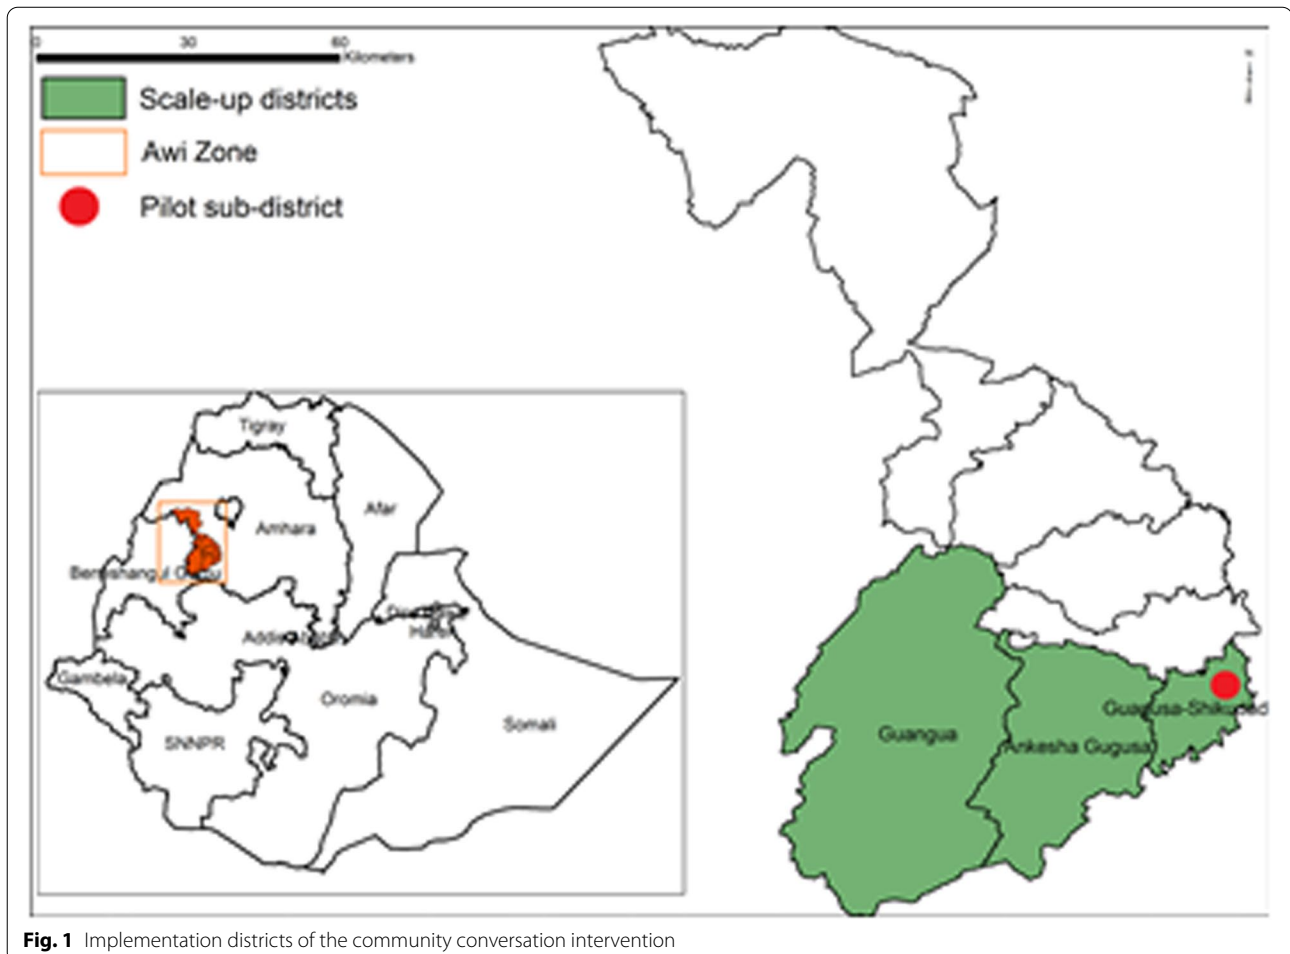 0 30 60
Kilometers
Scale-up districts
Awi Zone
Pilot sub-district
Tigray
Afar
Amhara
Addis
Harari
Gambela
Oromia
Somali
SNNPR
Guangua
Ankesha Gugusa
Fig. 1 Implementation districts of the community conversation intervention